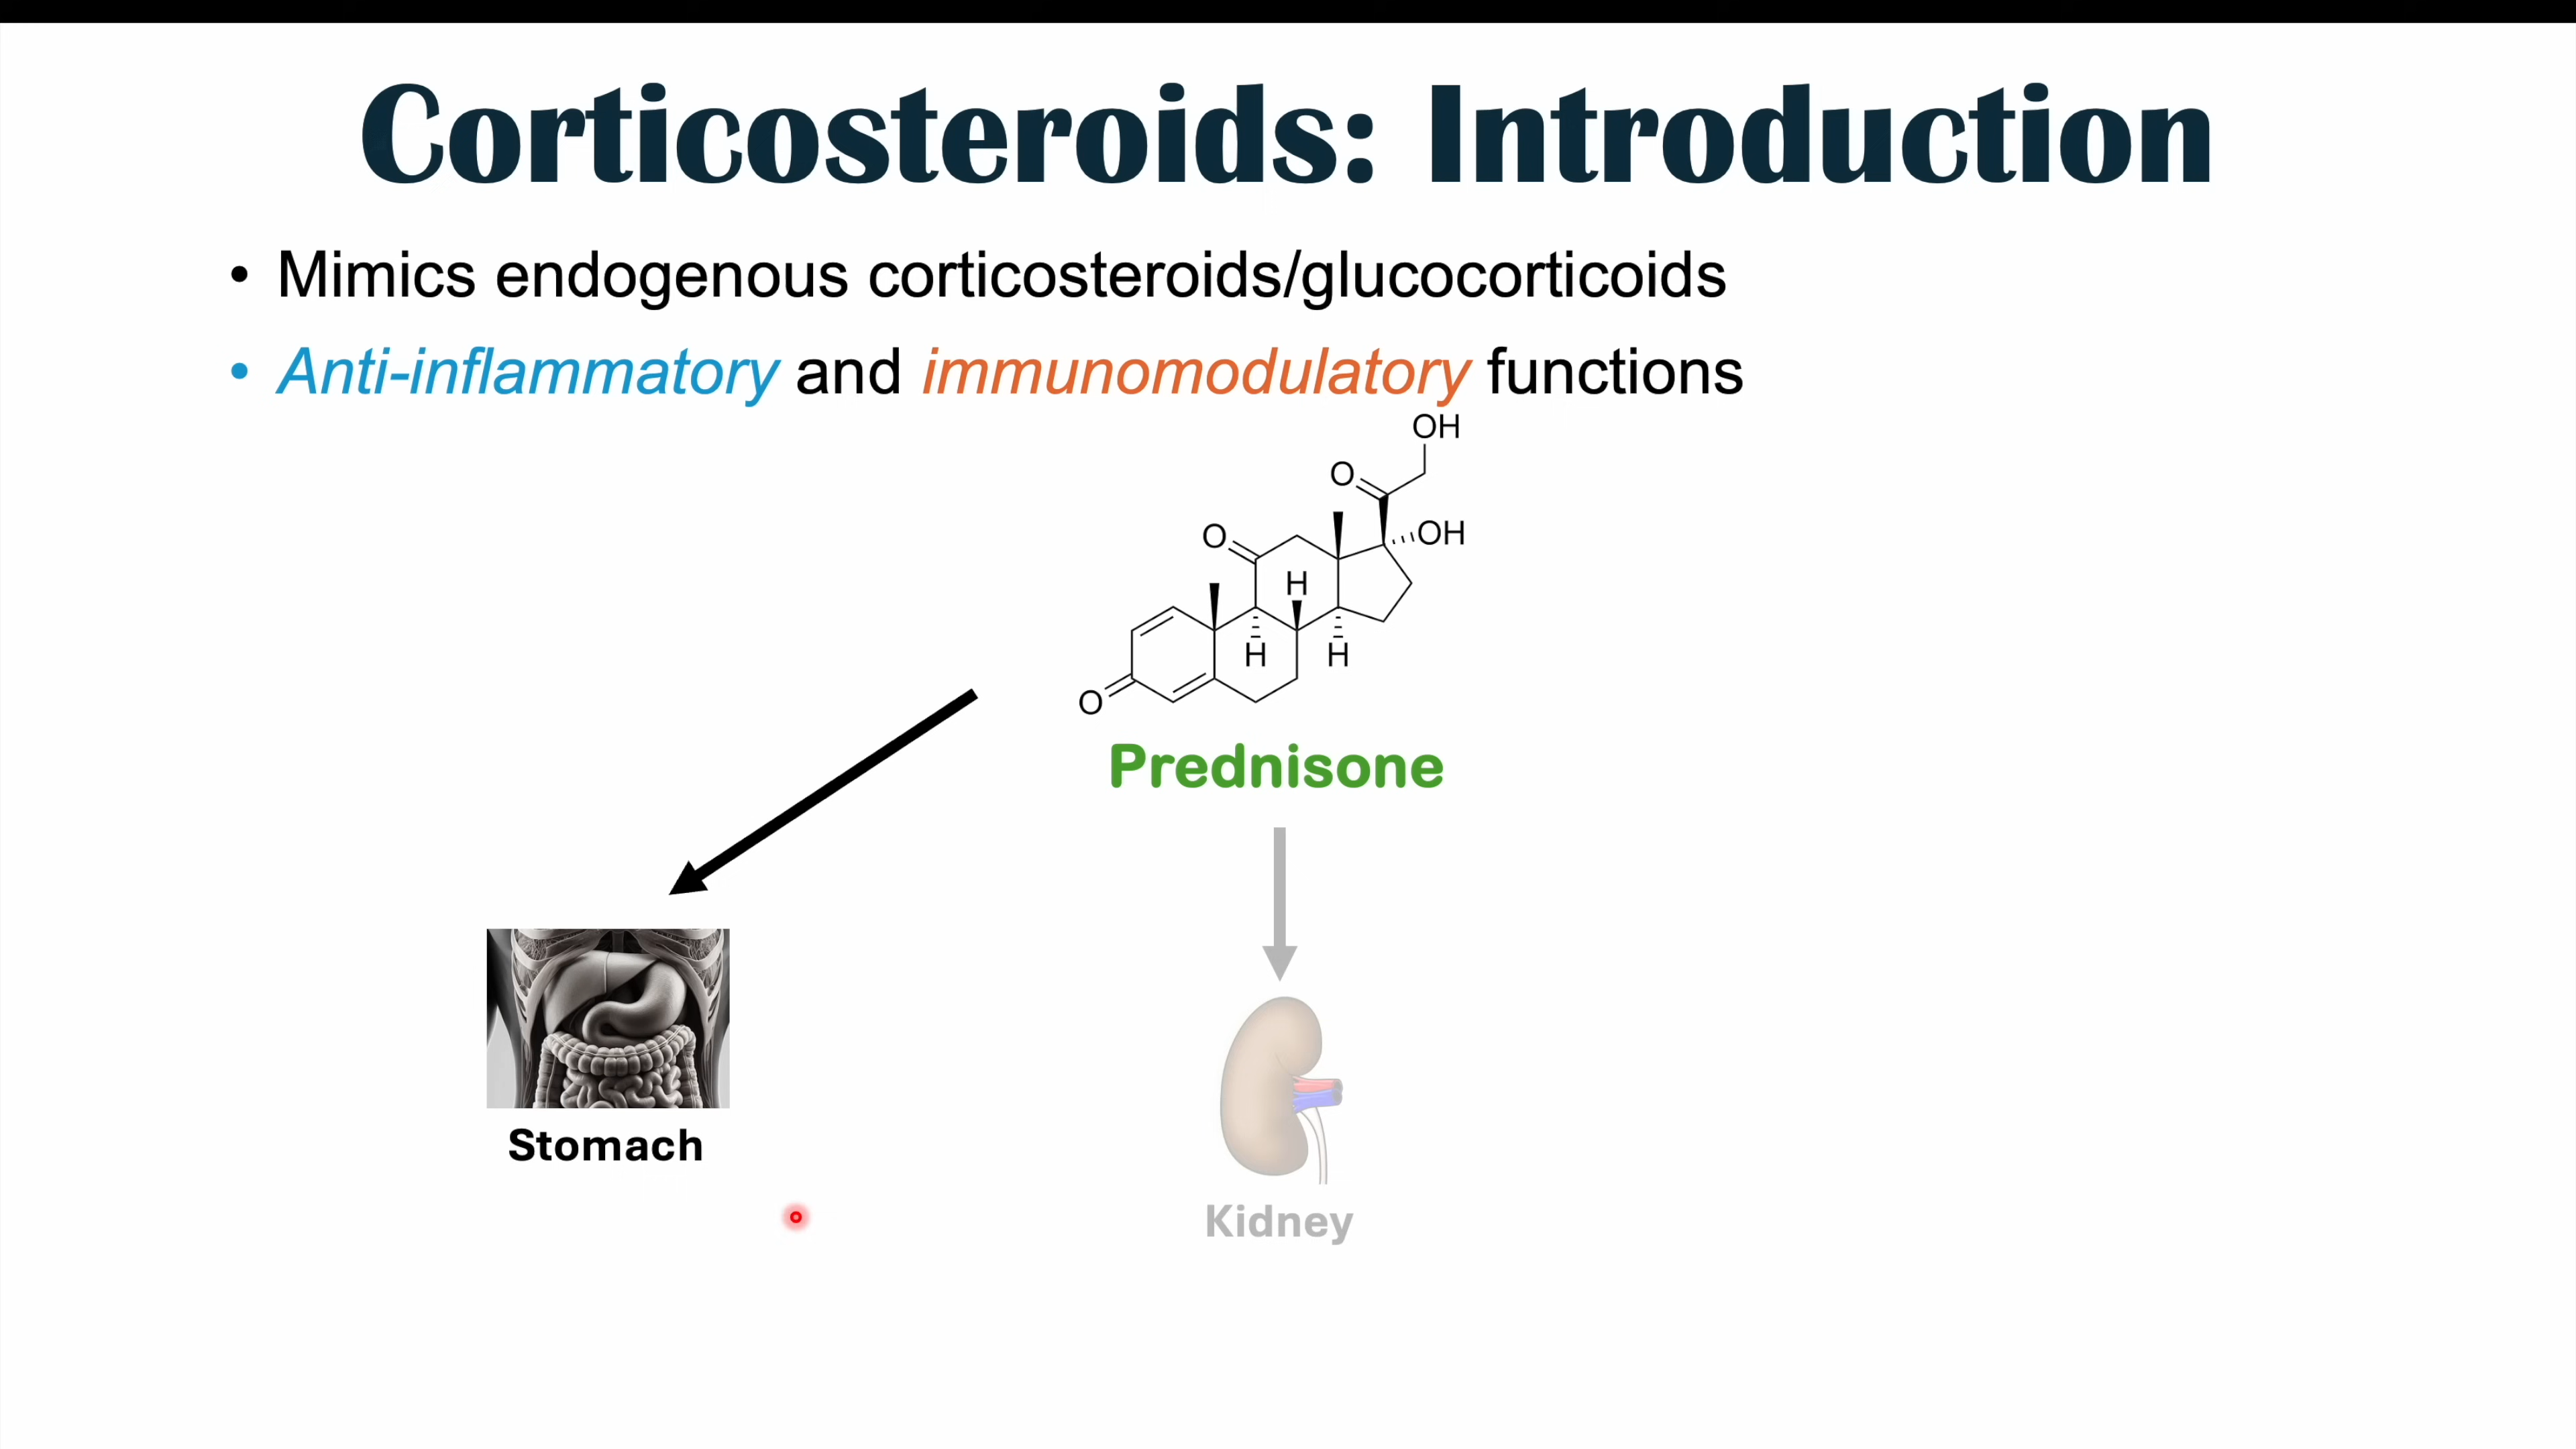 Corticosteroids: Introduction
• Mimics endogenous corticosteroids/glucocorticoids
• Anti-inflammatory and immunomodulatory functions
OH
O
O
OH
H
H
H
O
Prednisone
Stomach
Kidney